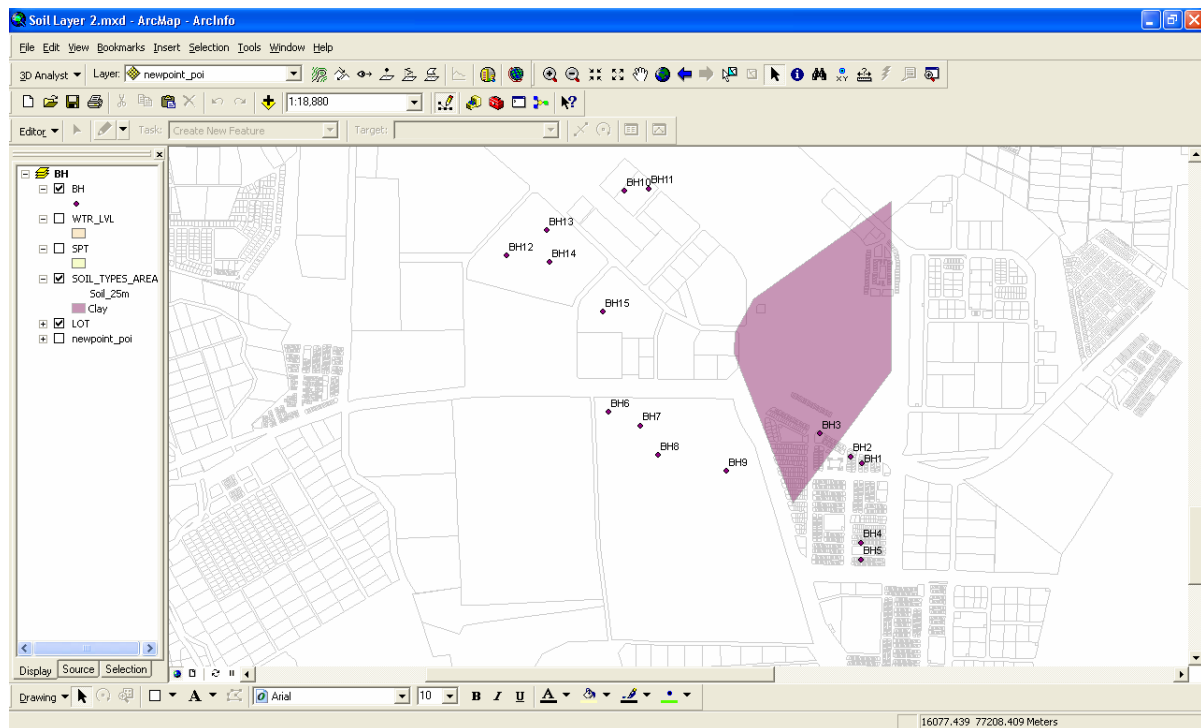 Soil Layer 2.mxd - ArcMap - ArcInfo
File Edit View Bookmarks Insert Selection Tools Window Help
3D Analyst Layer: newpoint_poi
1:18,880
Editor Task: Create New Feature Target:
BH
BH
WTR_LVL
SPT
SOIL_TYPES_AREA
Soil_25m
Clay
LOT
newpoint_poi
BH10 BH11
BH13
BH12
BH14
BH15
BH6
BH7
BH3
BH8
BH2
BH1
BH9
BH4
BH5
Display Source Selection
Drawing A Arial 10 B I U A
16077.439 77208.409 Meters